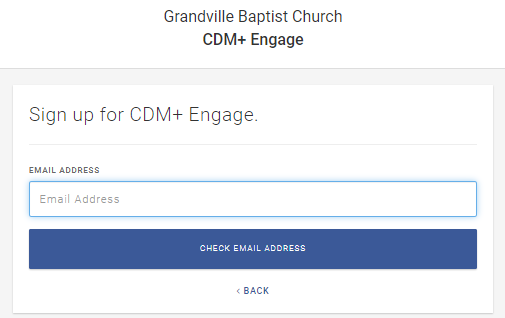 Grandville Baptist Church
CDM+ Engage
Sign up for CDM+ Engage.
EMAIL ADDRESS
Email Address
CHECK EMAIL ADDRESS
‹ BACK